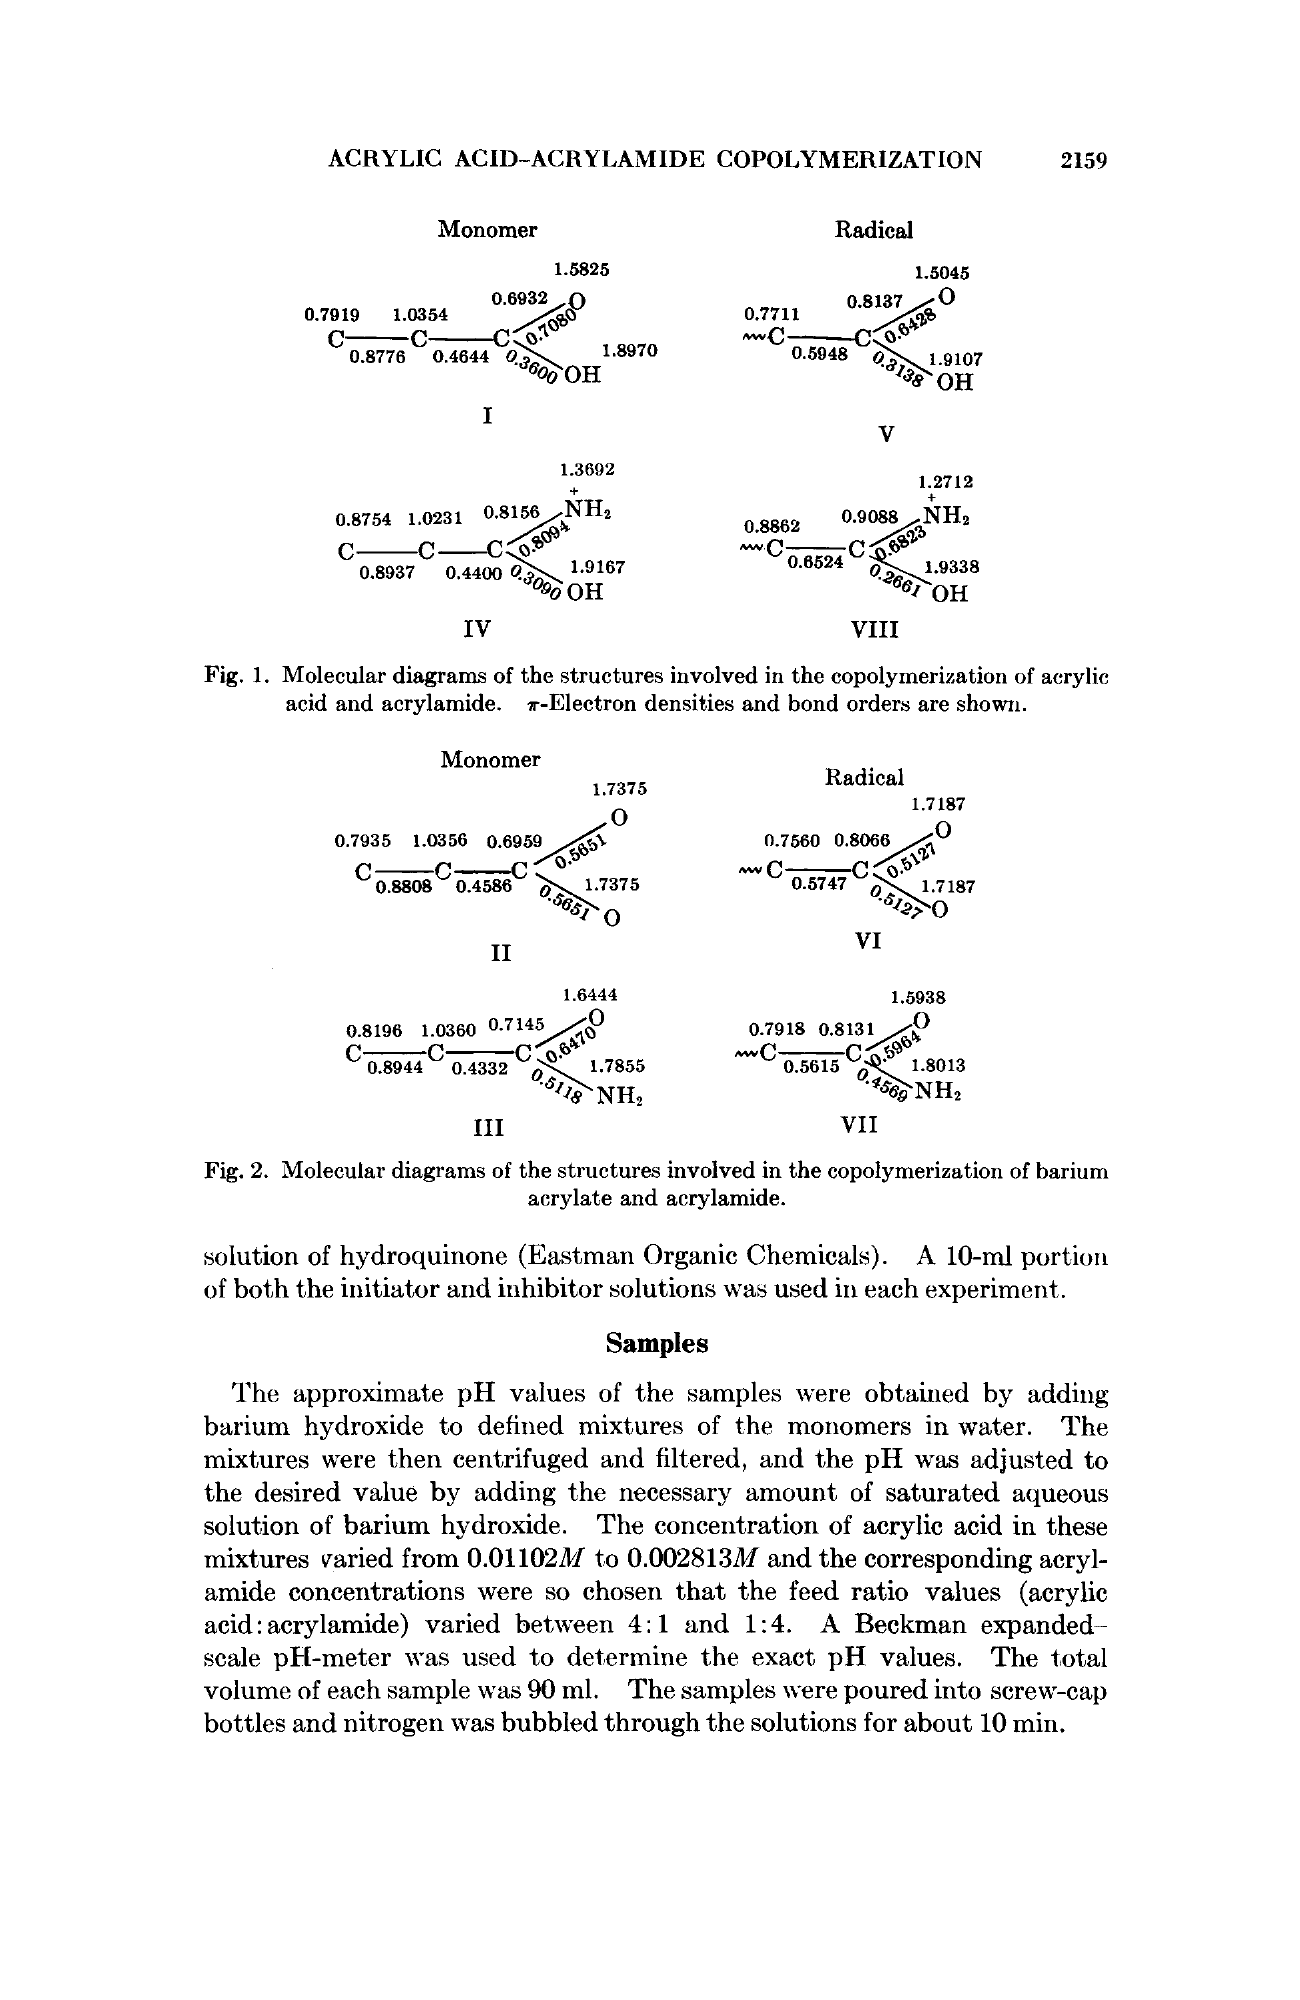 ACRYLIC ACID-ACRYLAMIDE COPOLYMERIZATION 2159
Monomer Radical
1.5825 1.5045
0.6932 O 0.8137 O
0.7919 1.0354 0.7080 0.7711 0.6428
C C C C C
0.8776 0.4644 0.3600 1.8970 0.5948 0.3138 1.9107
OH OH
I V
1.3692 1.2712
+ +
0.8754 1.0231 0.8156 NH₂ 0.8862 0.9088 NH₂
0.8094 0.6823
C C C C C
0.8937 0.4400 0.3090 1.9167 0.6524 0.2661 1.9338
OH OH
IV VIII
Fig. 1. Molecular diagrams of the structures involved in the copolymerization of acrylic
acid and acrylamide. π-Electron densities and bond orders are shown.
Monomer Radical
1.7375 1.7187
O O
0.7935 1.0356 0.6959 0.5651 0.7560 0.8066 0.5127
C C C C C
0.8808 0.4586 0.5651 1.7375 0.5747 0.5127 1.7187
O O
II VI
1.6444 1.5938
O O
0.8196 1.0360 0.7145 0.6470 0.7918 0.8131 0.5964
C C C C C
0.8944 0.4332 0.5118 1.7855 0.5615 0.4569 1.8013
NH₂ NH₂
III VII
Fig. 2. Molecular diagrams of the structures involved in the copolymerization of barium
acrylate and acrylamide.
solution of hydroquinone (Eastman Organic Chemicals). A 10-ml portion
of both the initiator and inhibitor solutions was used in each experiment.
Samples
The approximate pH values of the samples were obtained by adding
barium hydroxide to defined mixtures of the monomers in water. The
mixtures were then centrifuged and filtered, and the pH was adjusted to
the desired value by adding the necessary amount of saturated aqueous
solution of barium hydroxide. The concentration of acrylic acid in these
mixtures varied from 0.01102M to 0.002813M and the corresponding acryl-
amide concentrations were so chosen that the feed ratio values (acrylic
acid:acrylamide) varied between 4:1 and 1:4. A Beckman expanded-
scale pH-meter was used to determine the exact pH values. The total
volume of each sample was 90 ml. The samples were poured into screw-cap
bottles and nitrogen was bubbled through the solutions for about 10 min.